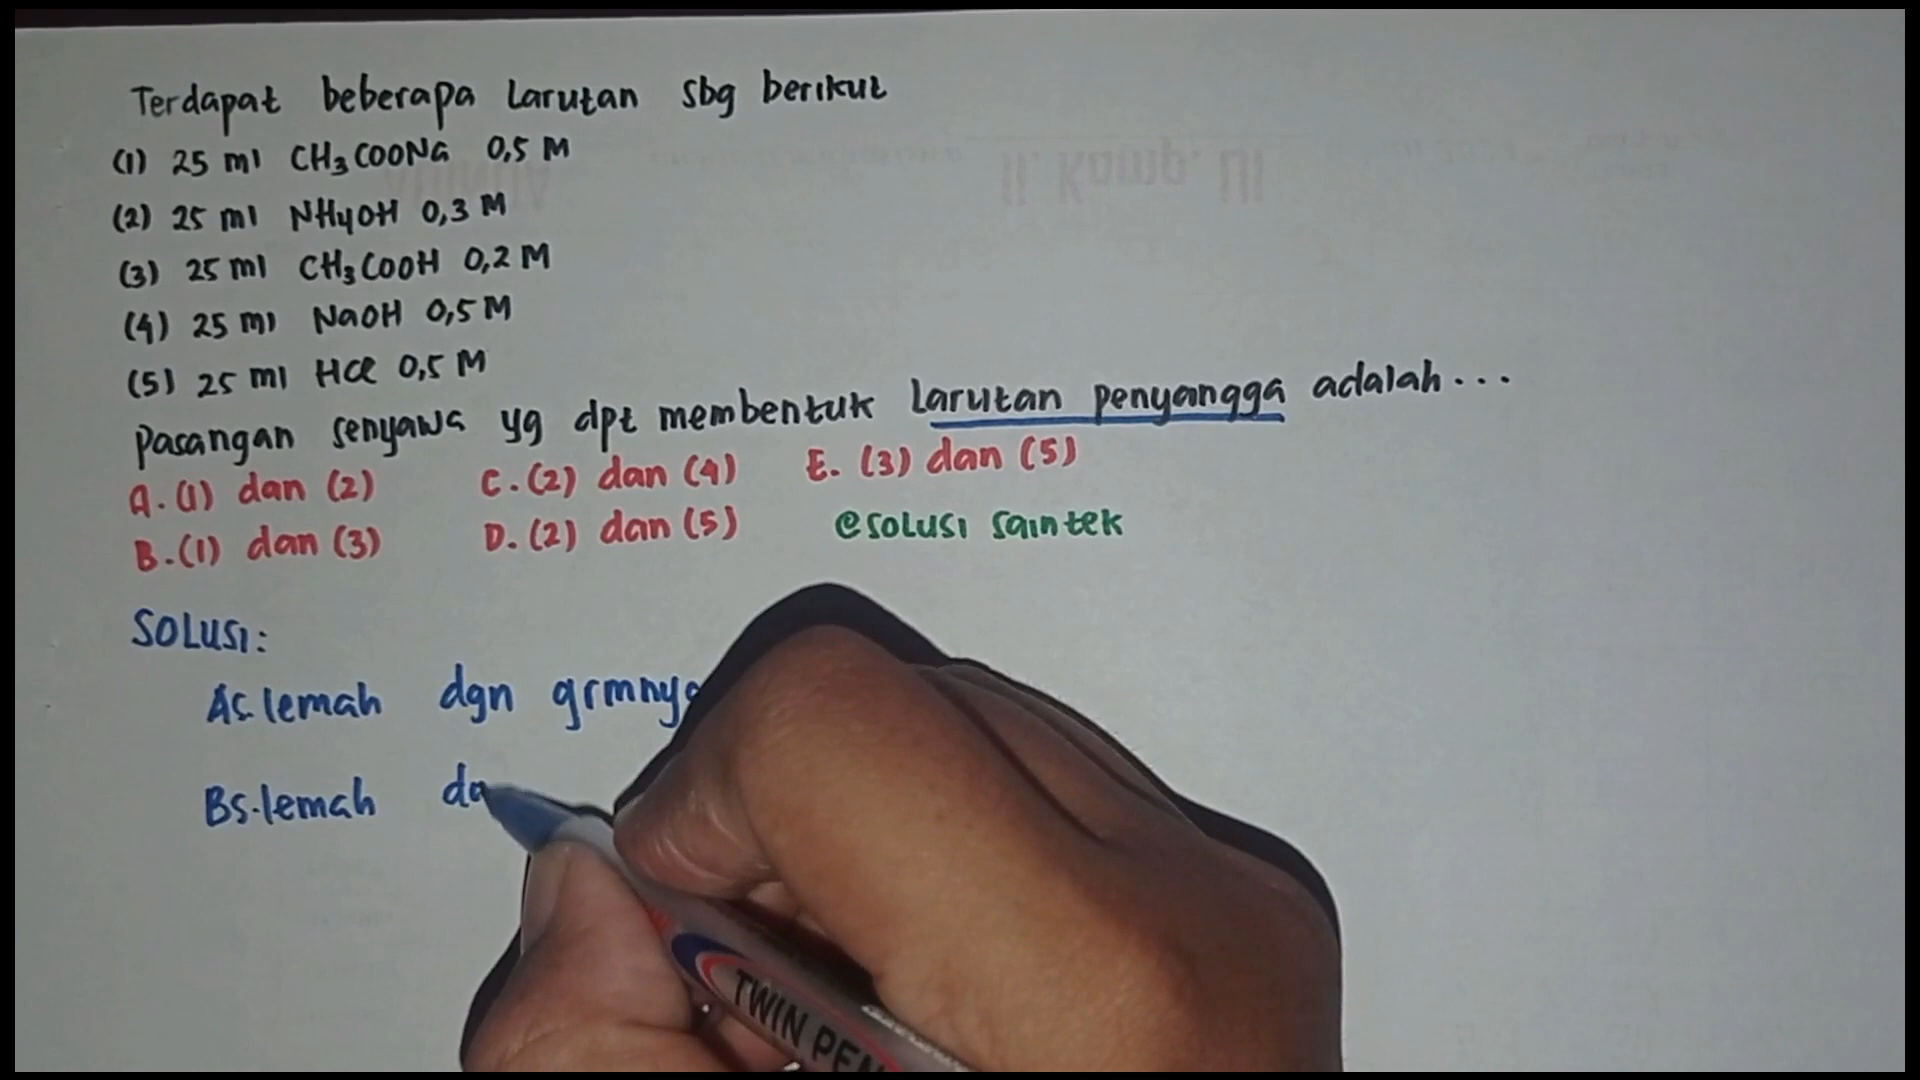 Terdapat beberapa Larutan sbg berikut
(1) 25 ml CH3COONa 0,5 M
(2) 25 ml NH4OH 0,3 M
(3) 25 ml CH3COOH 0,2 M
(4) 25 ml NaOH 0,5 M
(5) 25 ml HCl 0,5 M
Pasangan senyawa yg dpt membentuk larutan penyangga adalah...
A. (1) dan (2) C. (2) dan (4) E. (3) dan (5)
B. (1) dan (3) D. (2) dan (5) @solusi saintek
SOLUSI:
As.lemah dgn grmnya
Bs.lemah
TWIN PEN